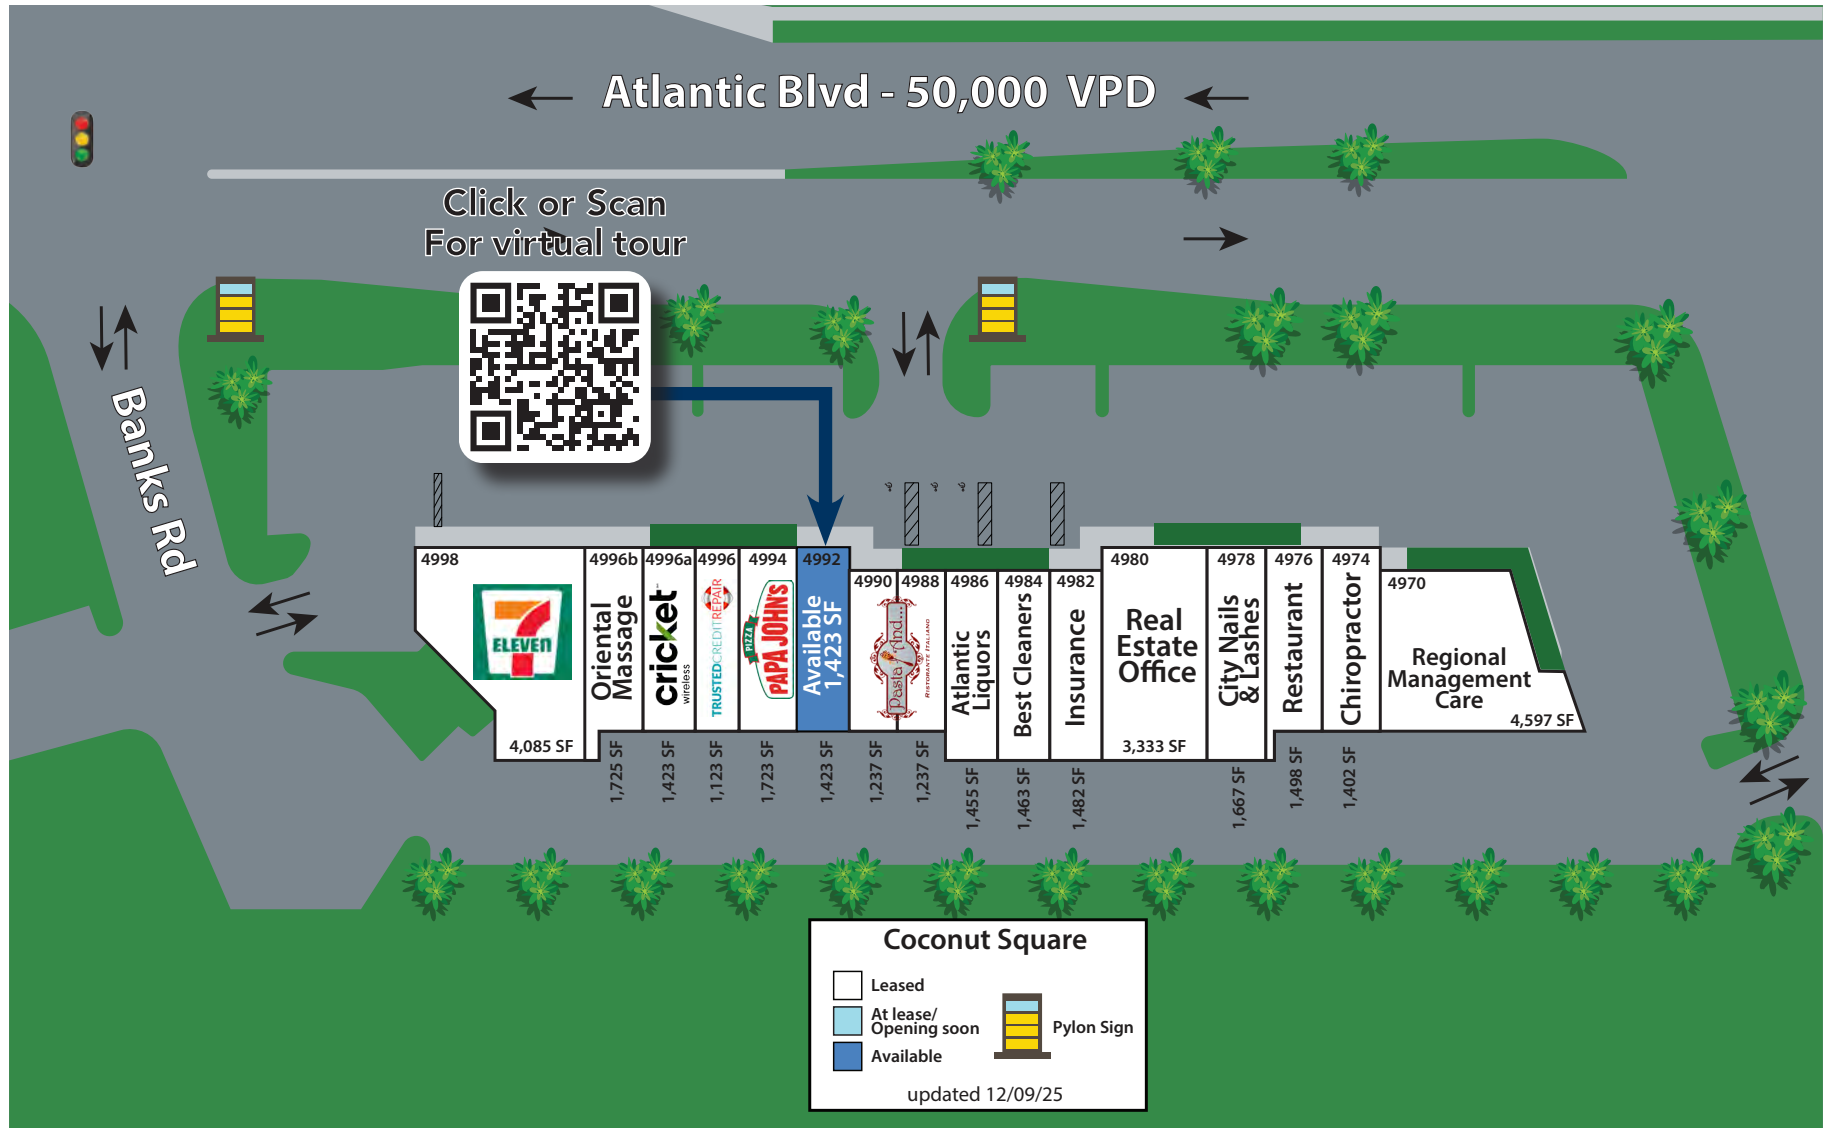 Atlantic Blvd - 50,000 VPD
Click or Scan
For virtual tour
Banks Rd
4998
ELEVEN
4,085 SF
4996b
Oriental
Massage
1,725 SF
4996a
cricket
wireless
1,423 SF
4996
TRUSTEDCREDITREPAIR
1,123 SF
4994
PIZZA
PAPA JOHN'S
1,723 SF
4992
Available
1,423 SF
1,423 SF
4990
4988
Pasta And...
RISTORANTE ITALIANO
1,237 SF
1,237 SF
4986
Atlantic
Liquors
1,455 SF
4984
Best Cleaners
1,463 SF
4982
Insurance
1,482 SF
4980
Real
Estate
Office
3,333 SF
4978
City Nails
& Lashes
1,667 SF
4976
Restaurant
1,498 SF
4974
Chiropractor
1,402 SF
4970
Regional
Management
Care
4,597 SF
Coconut Square
Leased
At lease/
Opening soon
Available
Pylon Sign
updated 12/09/25